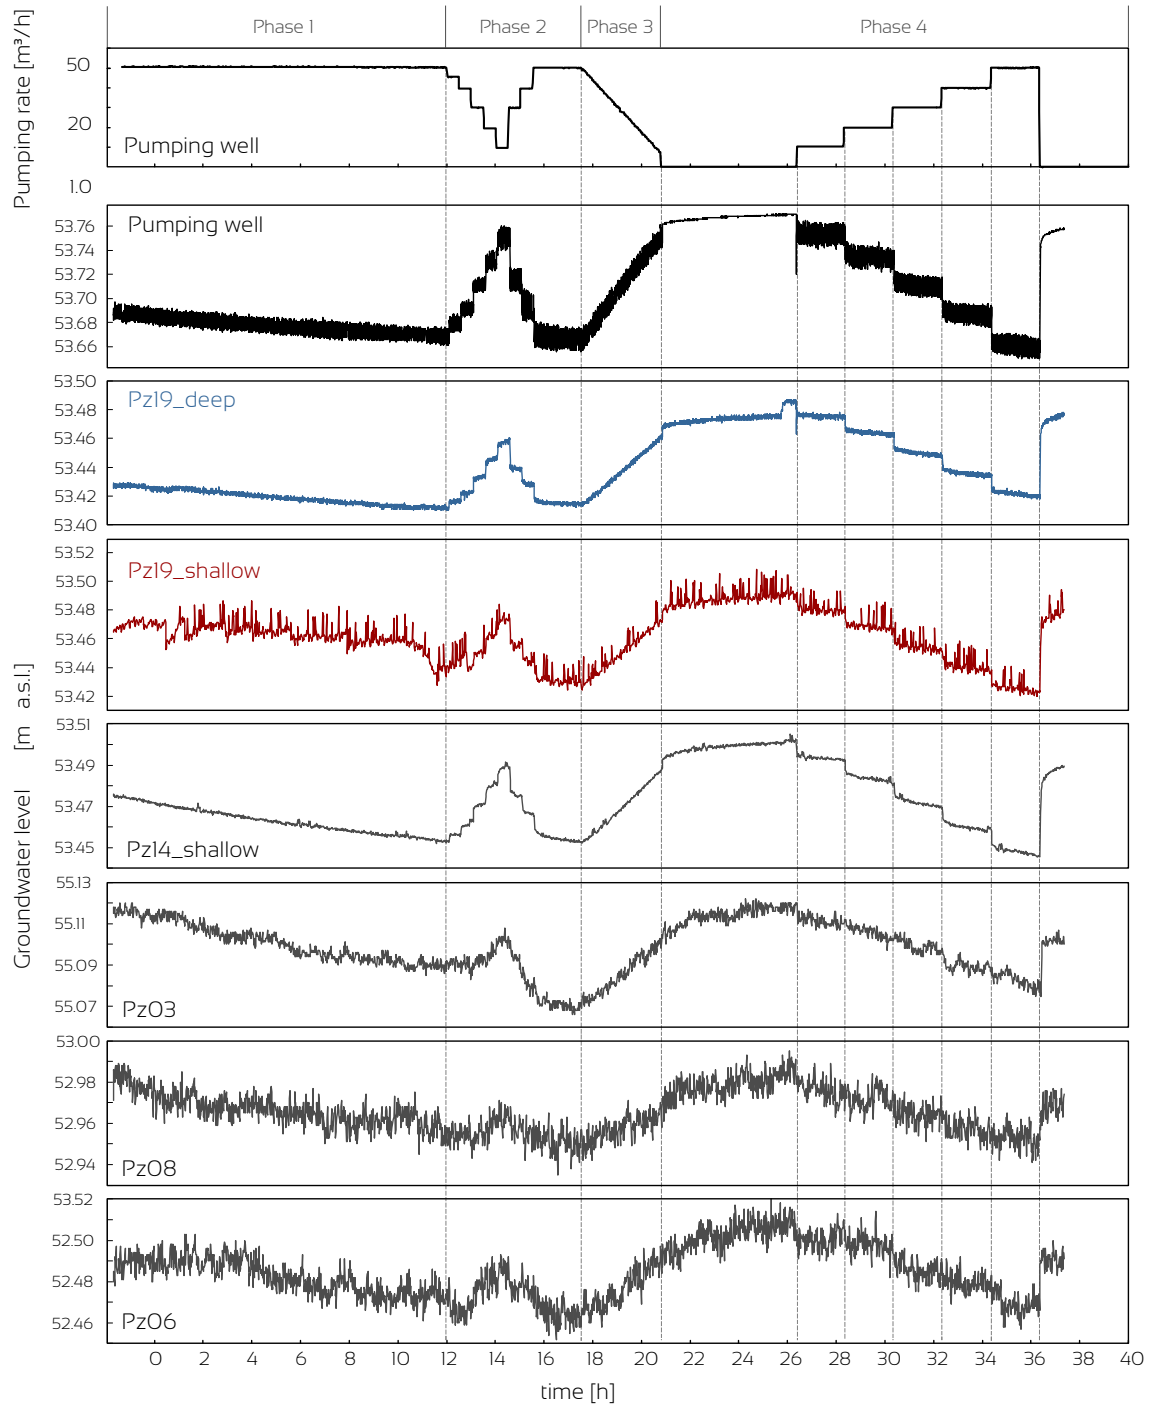 Phase 1 Phase 2 Phase 3 Phase 4
Pumping rate [m³/h]
50
20
1.0
Pumping well
Groundwater level [m a.s.l.]
Pumping well
53.76
53.74
53.72
53.70
53.68
53.66
Pz19_deep
53.50
53.48
53.46
53.44
53.42
53.40
Pz19_shallow
53.52
53.50
53.48
53.46
53.44
53.42
53.51
53.49
53.47
53.45
Pz14_shallow
55.13
55.11
55.09
55.07
Pz03
53.00
52.98
52.96
52.94
Pz08
53.52
52.50
52.48
52.46
Pz06
0 2 4 6 8 10 12 14 16 18 20 22 24 26 30 32 34 36 38 40
time [h]